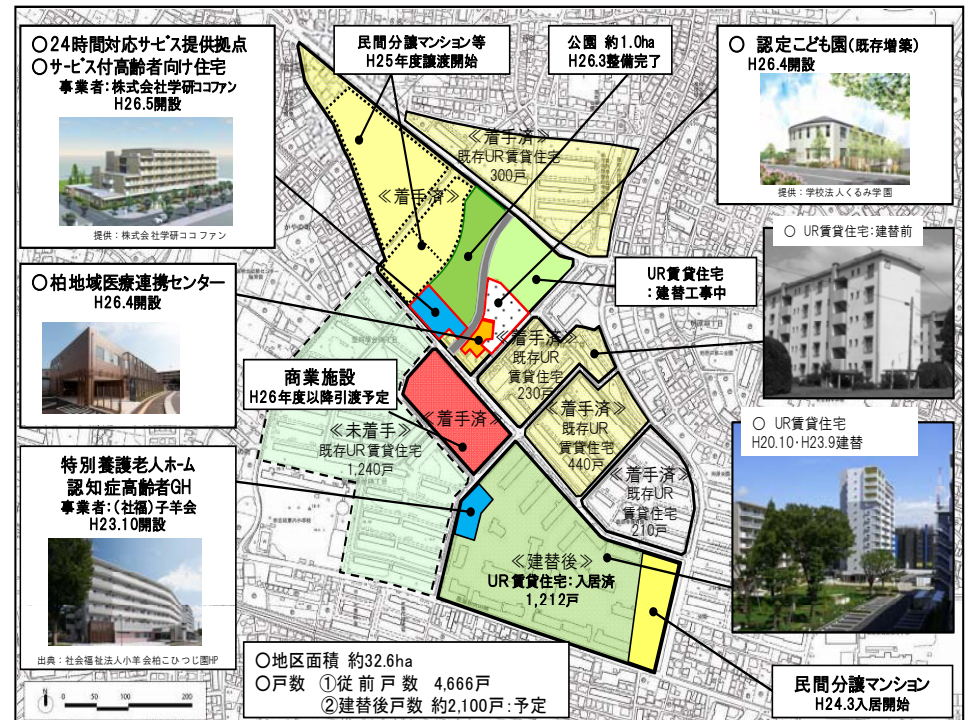 ○24時間対応サービス提供拠点
○サービス付高齢者向け住宅
事業者:株式会社学研ココファン
H26.5開設
提供：株式会社学研ココファン
民間分譲マンション等
H25年度譲渡開始
公園 約1.0ha
H26.3整備完了
○ 認定こども園(既存増築)
H26.4開設
提供：学校法人くるみ学園
≪着手済≫
既存UR賃貸住宅
300戸
≪着手済≫
○ UR賃貸住宅:建替前
UR賃貸住宅
:建替工事中
○柏地域医療連携センター
H26.4開設
≪着手済≫
既存UR
賃貸住宅
230戸
商業施設
H26年度以降引渡予定
≪着手済≫
≪着手済≫
既存UR
賃貸住宅
440戸
○ UR賃貸住宅
H20.10･H23.9建替
≪未着手≫
既存UR賃貸住宅
1,240戸
≪着手済≫
既存UR
賃貸住宅
210戸
特別養護老人ホーム
認知症高齢者GH
事業者:(社福)子羊会
H23.10開設
出典：社会福祉法人小羊会柏こひつじ園HP
≪建替後≫
UR賃貸住宅:入居済
1,212戸
○地区面積 約32.6ha
○戸数 ①従前戸数 4,666戸
②建替後戸数 約2,100戸:予定
民間分譲マンション
H24.3入居開始
0 50 100 200